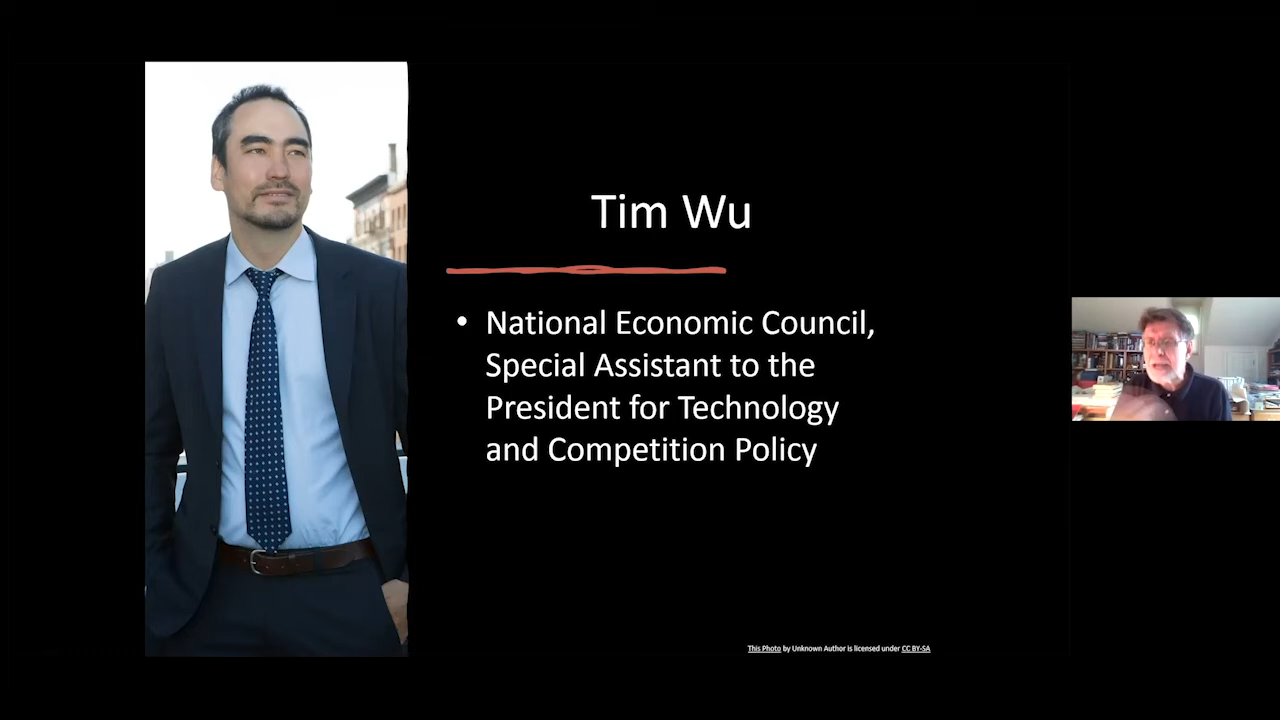 Tim Wu
• National Economic Council,
Special Assistant to the
President for Technology
and Competition Policy
This Photo by Unknown Author is licensed under CC BY-SA